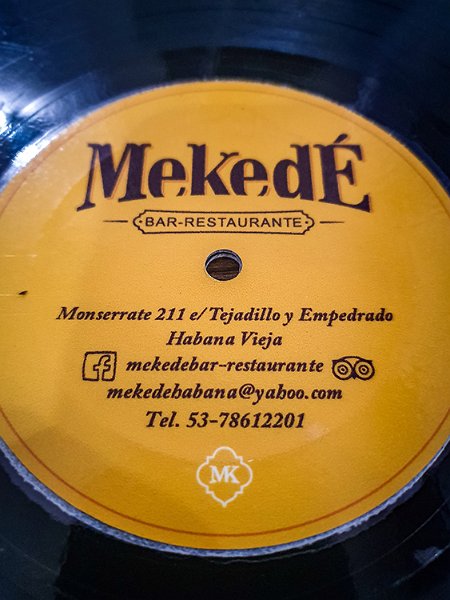 MekedÉ
BAR-RESTAURANTE
Monserrate 211 e/ Tejadillo y Empedrado
Habana Vieja
mekedebar-restaurante
mekedehabana@yahoo.com
Tel. 53-78612201
MK